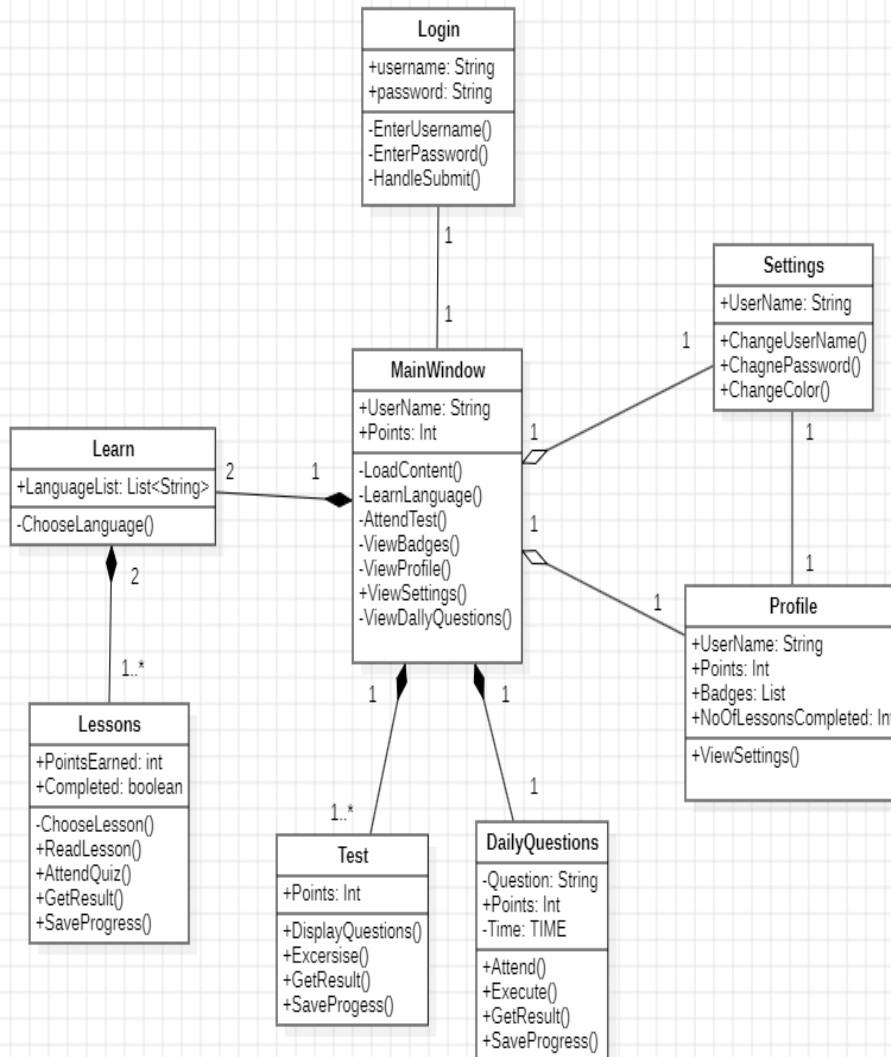 Login
+username: String
+password: String
-EnterUsername()
-EnterPassword()
-HandleSubmit()
1
1
Settings
+UserName: String
+ChangeUserName()
+ChagnePassword()
+ChangeColor()
1
1
1
1
MainWindow
+UserName: String
+Points: Int
-LoadContent()
-LearnLanguage()
-AttendTest()
-ViewBadges()
-ViewProfile()
+ViewSettings()
-ViewDallyQuestions()
1
1
Learn
+LanguageList: List<String>
-ChooseLanguage()
2
1
2
1..*
Profile
+UserName: String
+Points: Int
+Badges: List
+NoOfLessonsCompleted: In
+ViewSettings()
Lessons
+PointsEarned: int
+Completed: boolean
-ChooseLesson()
+ReadLesson()
+AttendQuiz()
+GetResult()
+SaveProgress()
1
1..*
1
1
Test
+Points: Int
+DisplayQuestions()
+Excersise()
+GetResult()
+SaveProgess()
DailyQuestions
-Question: String
+Points: Int
-Time: TIME
+Attend()
+Execute()
+GetResult()
+SaveProgress()